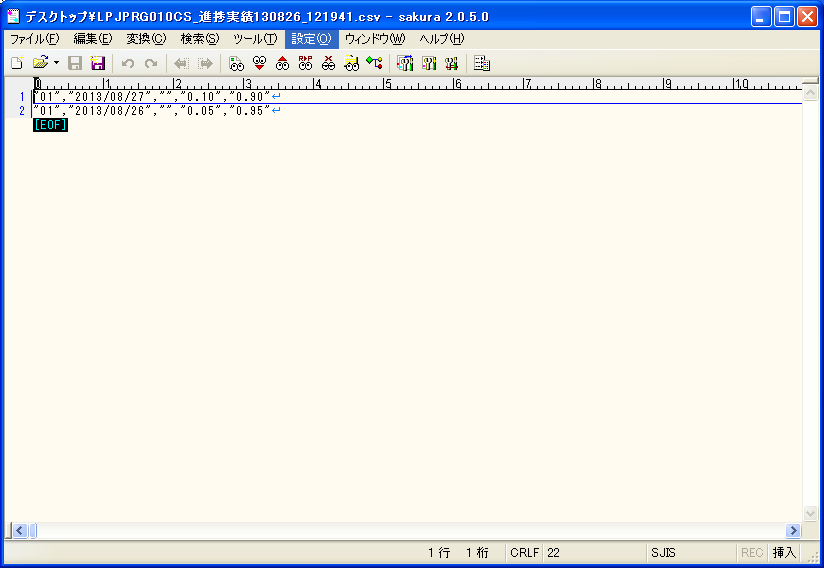 デスクトップ¥LPJPRG010CS_進捗実績130826_121941.csv - sakura 2.0.5.0
ファイル(F) 編集(E) 変換(C) 検索(S) ツール(T) 設定(O) ウィンドウ(W) ヘルプ(H)
0 1 2 3 4 5 6 7 8 9 10
1 "01","2013/08/27","","0.10","0.90"↵
2 "01","2013/08/26","","0.05","0.95"↵
[EOF]
1 行 1 桁 CRLF 22 SJIS REC 挿入